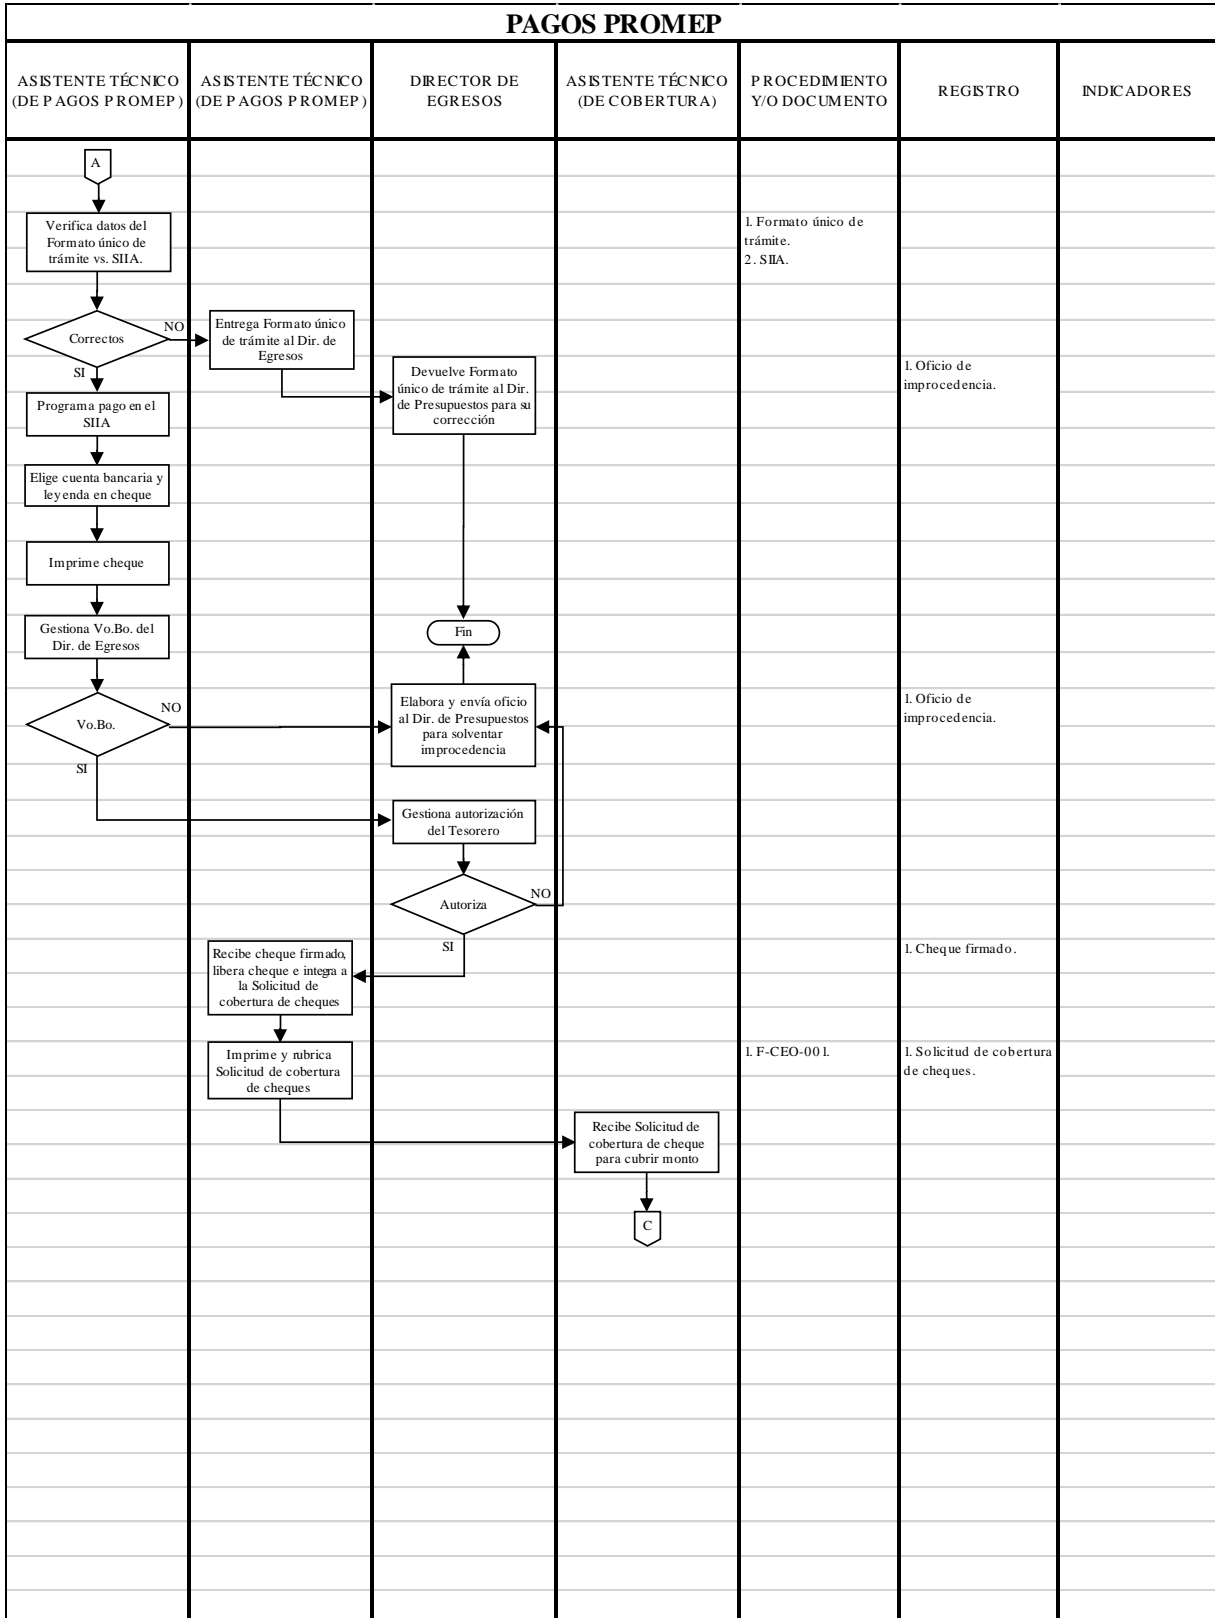 PAGOS PROMEP
ASISTENTE TÉCNICO
(DE PAGOS PROMEP)
ASISTENTE TÉCNICO
(DE PAGOS PROMEP)
DIRECTOR DE
EGRESOS
ASISTENTE TÉCNICO
(DE COBERTURA)
PROCEDIMIENTO
Y/O DOCUMENTO
REGISTRO
INDICADORES
A
Verifica datos del
Formato único de
trámite vs. SIIA.
1. Formato único de
trámite.
2. SIIA.
Correctos
NO
SI
Entrega Formato único
de trámite al Dir. de
Egresos
Devuelve Formato
único de trámite al Dir.
de Presupuestos para su
corrección
1. Oficio de
improcedencia.
Programa pago en el
SIIA
Elige cuenta bancaria y
leyenda en cheque
Imprime cheque
Gestiona Vo.Bo. del
Dir. de Egresos
Fin
Vo.Bo.
NO
SI
Elabora y envía oficio
al Dir. de Presupuestos
para solventar
improcedencia
1. Oficio de
improcedencia.
Gestiona autorización
del Tesorero
Autoriza
NO
SI
Recibe cheque firmado,
libera cheque e integra a
la Solicitud de
cobertura de cheques
1. Cheque firmado.
Imprime y rubrica
Solicitud de cobertura
de cheques
1. F-CEO-001.
1. Solicitud de cobertura
de cheques.
Recibe Solicitud de
cobertura de cheque
para cubrir monto
C